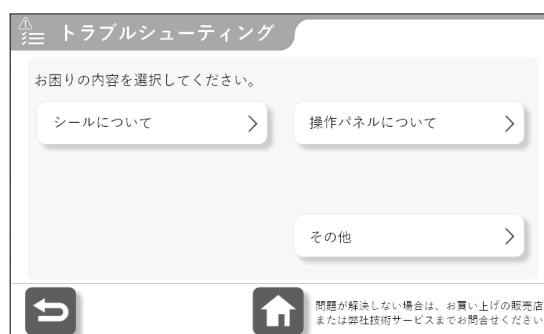 トラブルシューティング
お困りの内容を選択してください。
シールについて
操作パネルについて
その他
問題が解決しない場合は、お買い上げの販売店
または弊社技術サービスまでお問合せください